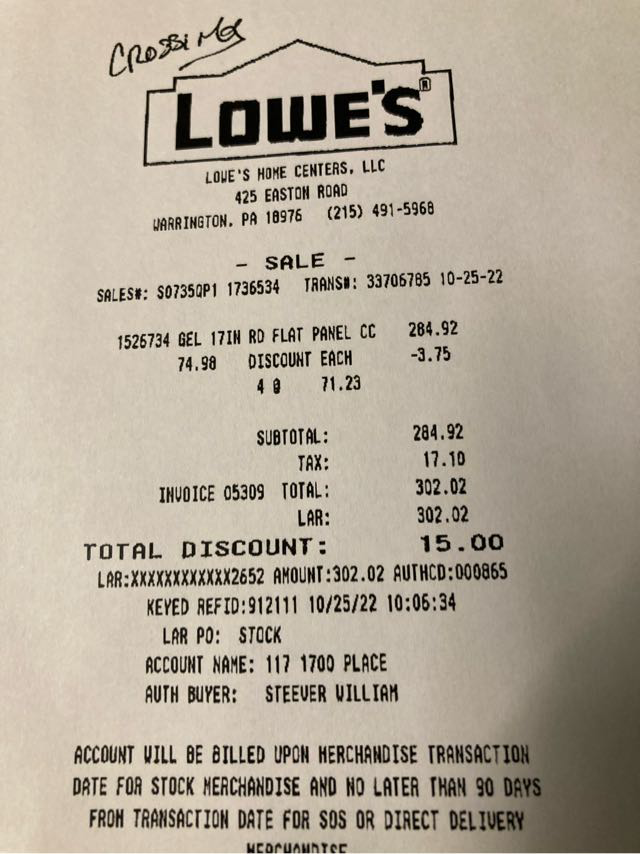 CROSSINGS
LOWE'S®
LOWE'S HOME CENTERS, LLC
425 EASTON ROAD
WARRINGTON, PA 18976 (215) 491-5968
- SALE -
SALES#: S0735QP1 1736534 TRANS#: 33706785 10-25-22
1526734 GEL 17IN RD FLAT PANEL CC 284.92
74.98 DISCOUNT EACH -3.75
4 @ 71.23
SUBTOTAL: 284.92
TAX: 17.10
INVOICE 05309 TOTAL: 302.02
LAR: 302.02
TOTAL DISCOUNT: 15.00
LAR:XXXXXXXXXXXX2652 AMOUNT:302.02 AUTHCD:000865
KEYED REFID:912111 10/25/22 10:06:34
LAR PO: STOCK
ACCOUNT NAME: 117 1700 PLACE
AUTH BUYER: STEEVER WILLIAM
ACCOUNT WILL BE BILLED UPON MERCHANDISE TRANSACTION
DATE FOR STOCK MERCHANDISE AND NO LATER THAN 90 DAYS
FROM TRANSACTION DATE FOR SOS OR DIRECT DELIVERY
MERCHANDISE